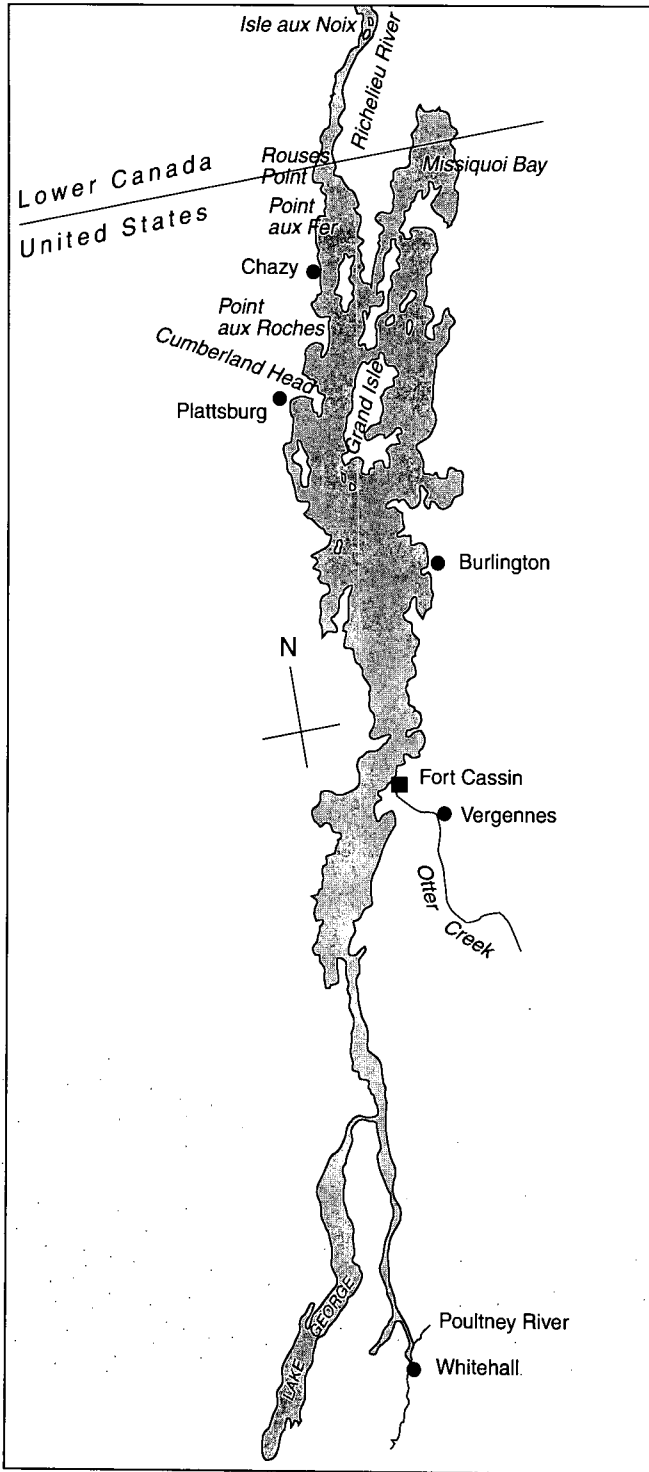 Isle aux Noix
Richelieu River
Rouses
Point
Missiquoi Bay
Lower Canada
United States
Point
aux Fer
Chazy
Point
aux Roches
Cumberland Head
Plattsburg
Grand Isle
Burlington
N
Fort Cassin
Vergennes
Otter
Creek
Poultney River
LAKE GEORGE
Whitehall